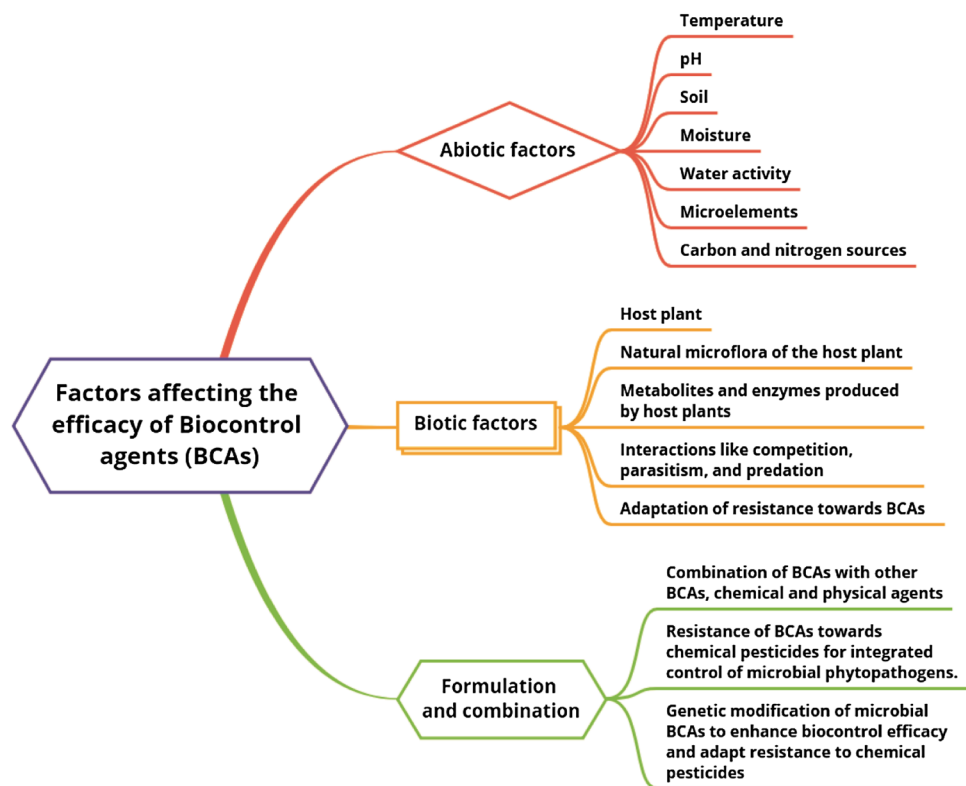 Factors affecting the
efficacy of Biocontrol
agents (BCAs)
Abiotic factors
Temperature
pH
Soil
Moisture
Water activity
Microelements
Carbon and nitrogen sources
Biotic factors
Host plant
Natural microflora of the host plant
Metabolites and enzymes produced
by host plants
Interactions like competition,
parasitism, and predation
Adaptation of resistance towards BCAs
Formulation
and combination
Combination of BCAs with other
BCAs, chemical and physical agents
Resistance of BCAs towards
chemical pesticides for integrated
control of microbial phytopathogens.
Genetic modification of microbial
BCAs to enhance biocontrol efficacy
and adapt resistance to chemical
pesticides